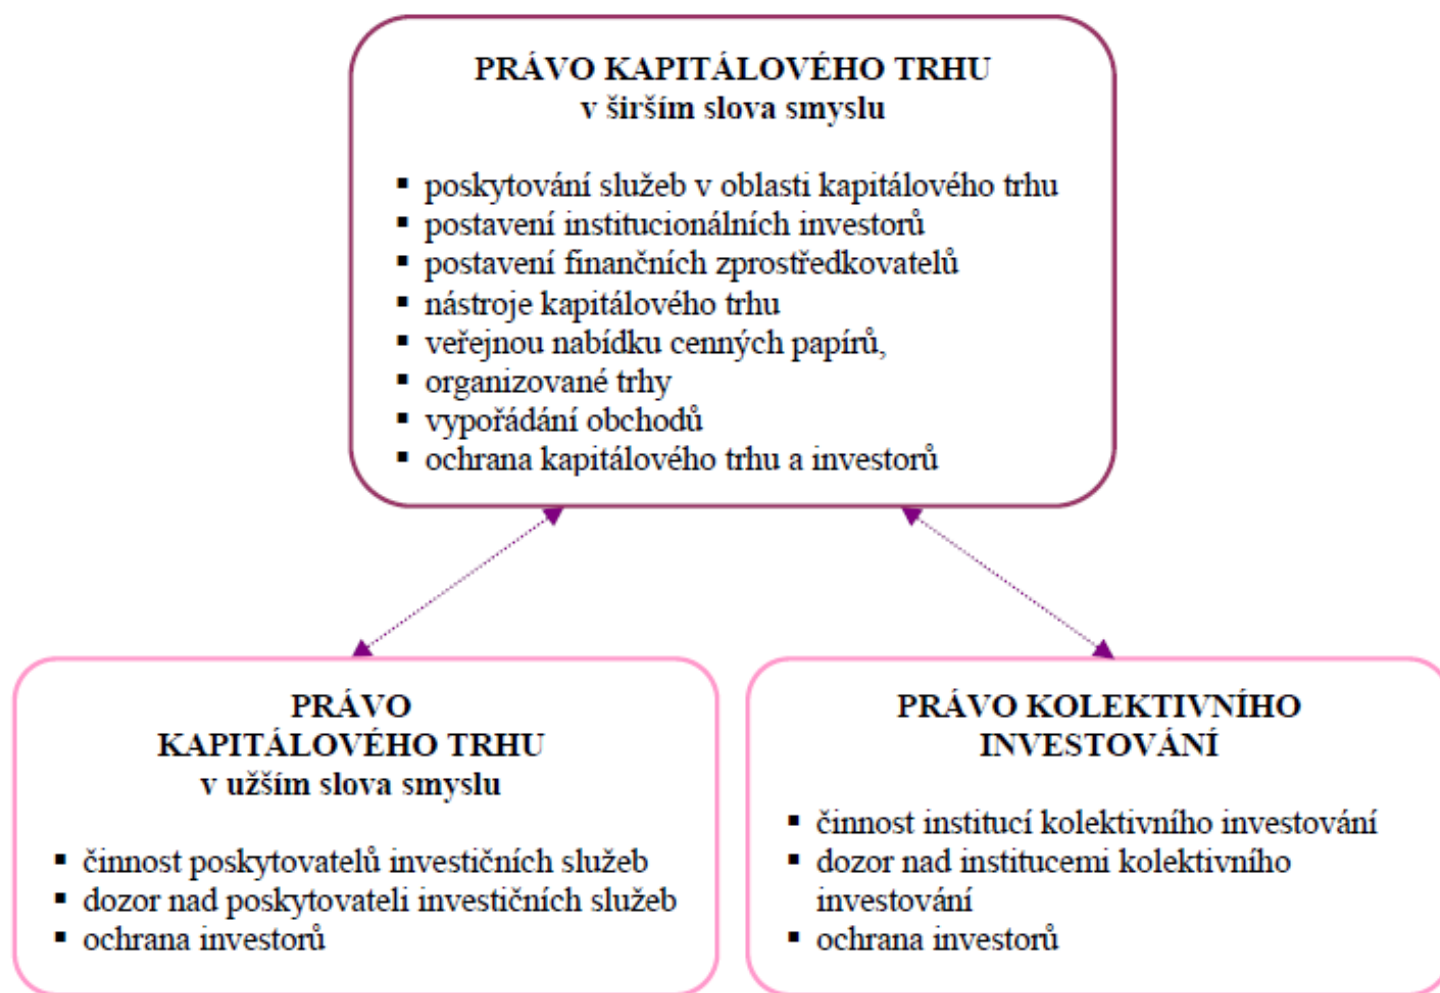 PRÁVO KAPITÁLOVÉHO TRHU
v širším slova smyslu
▪ poskytování služeb v oblasti kapitálového trhu
▪ postavení institucionálních investorů
▪ postavení finančních zprostředkovatelů
▪ nástroje kapitálového trhu
▪ veřejnou nabídku cenných papírů,
▪ organizované trhy
▪ vypořádání obchodů
▪ ochrana kapitálového trhu a investorů
PRÁVO
KAPITÁLOVÉHO TRHU
v užším slova smyslu
▪ činnost poskytovatelů investičních služeb
▪ dozor nad poskytovateli investičních služeb
▪ ochrana investorů
PRÁVO KOLEKTIVNÍHO
INVESTOVÁNÍ
▪ činnost institucí kolektivního investování
▪ dozor nad institucemi kolektivního
investování
▪ ochrana investorů